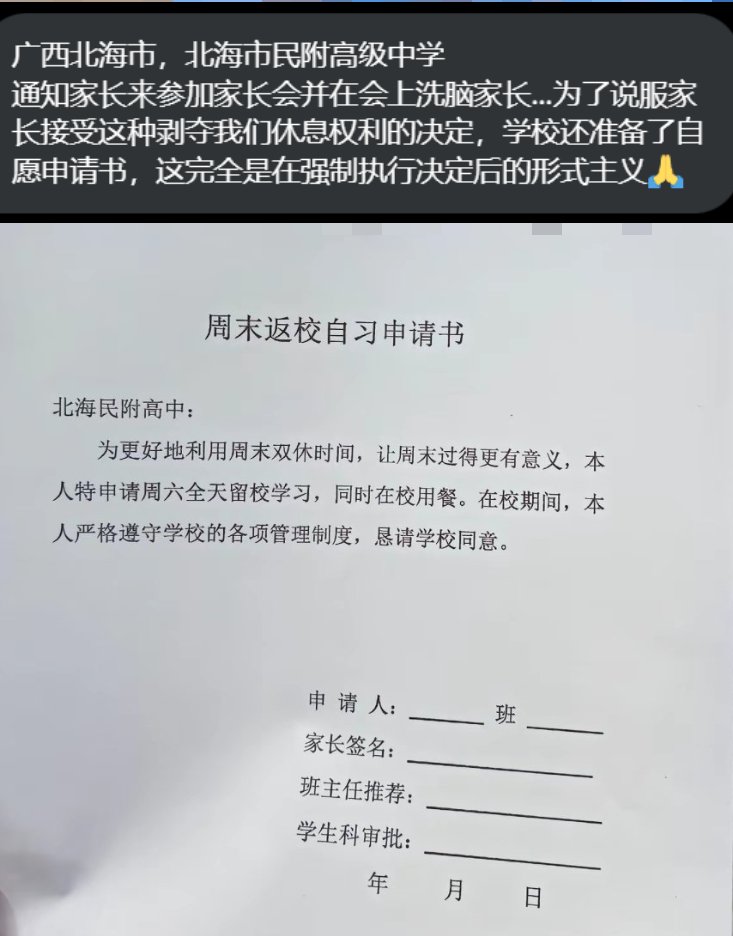 广西北海市，北海市民附高级中学
通知家长来参加家长会并在会上洗脑家长...为了说服家
长接受这种剥夺我们休息权利的决定，学校还准备了自
愿申请书，这完全是在强制执行决定后的形式主义🙏
周末返校自习申请书
北海民附高中：
为更好地利用周末双休时间，让周末过得更有意义，本
人特申请周六全天留校学习，同时在校用餐。在校期间，本
人严格遵守学校的各项管理制度，恳请学校同意。
申 请 人：______ 班 ______
家长签名：______
班主任推荐：______
学生科审批：______
年 月 日